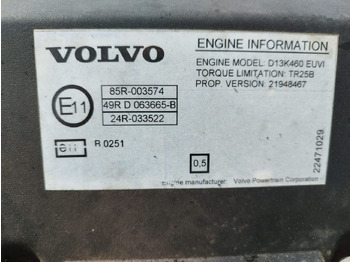 VOLVO
ENGINE INFORMATION
ENGINE MODEL: D13K460 EUVI
TORQUE LIMITATION: TR25B
PROP. VERSION: 21948467
E11
85R-003574
49R D 063665-B
24R-033522
R 0251
0,5
Engine manufacturer: Volvo Powertrain Corporation
22471029